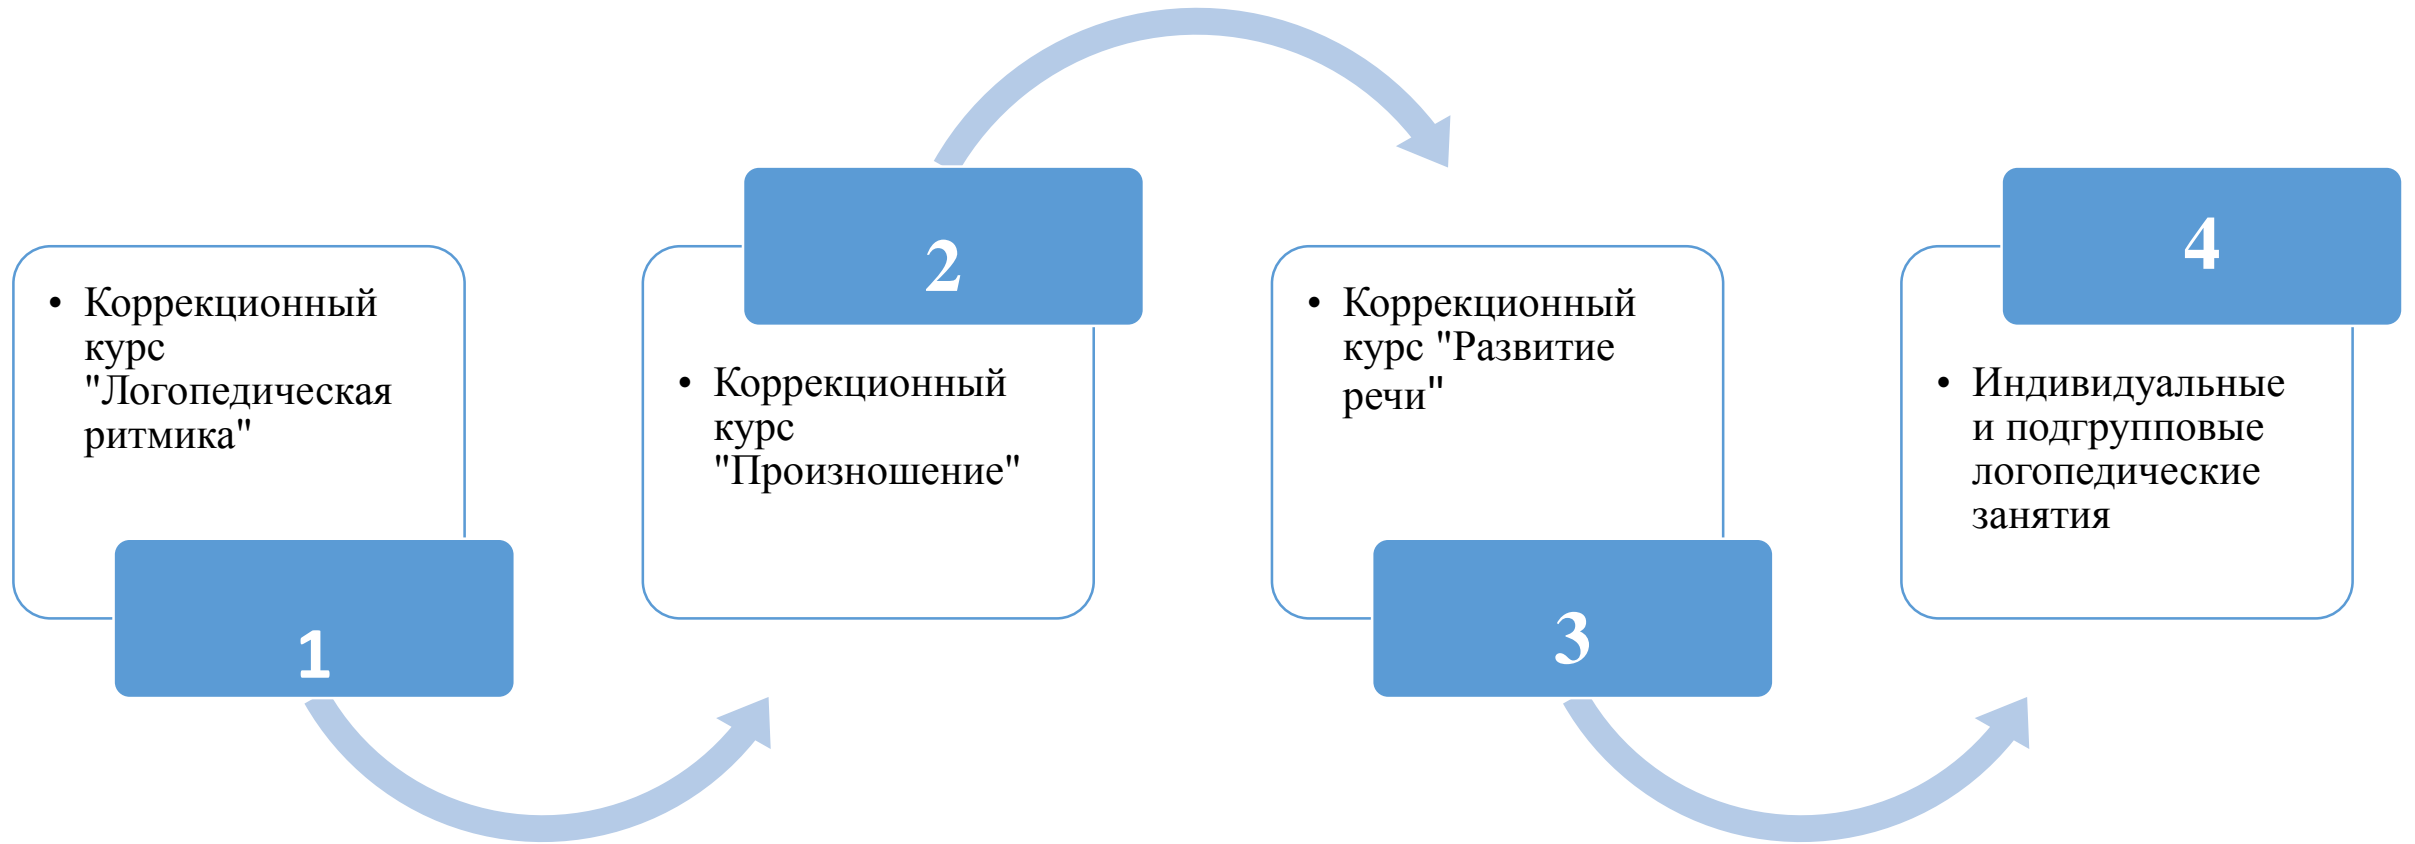 • Коррекционный
курс
"Логопедическая
ритмика"
1
2
• Коррекционный
курс
"Произношение"
• Коррекционный
курс "Развитие
речи"
3
4
• Индивидуальные
и подгрупповые
логопедические
занятия